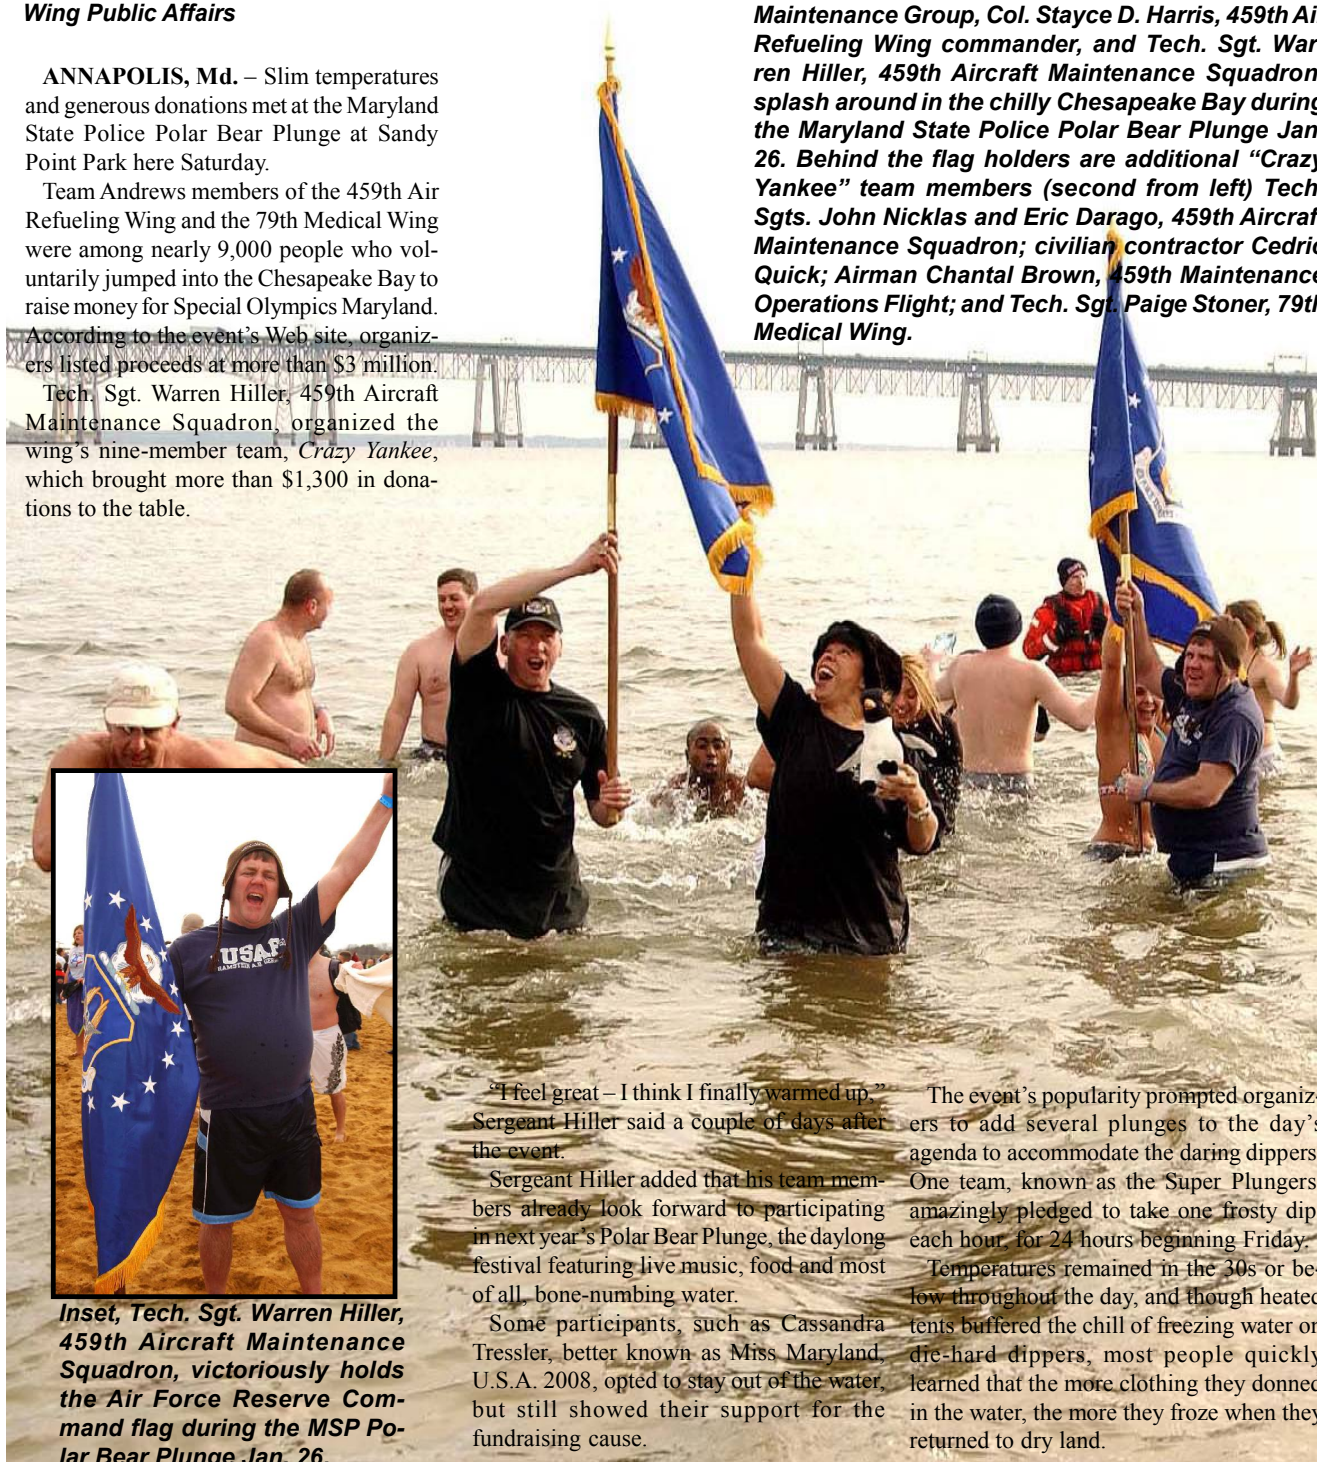 Wing Public Affairs
ANNAPOLIS, Md. – Slim temperatures
and generous donations met at the Maryland
State Police Polar Bear Plunge at Sandy
Point Park here Saturday.
Team Andrews members of the 459th Air
Refueling Wing and the 79th Medical Wing
were among nearly 9,000 people who vol-
untarily jumped into the Chesapeake Bay to
raise money for Special Olympics Maryland.
According to the event's Web site, organiz-
ers listed proceeds at more than $3 million.
Tech. Sgt. Warren Hiller, 459th Aircraft
Maintenance Squadron, organized the
wing's nine-member team, Crazy Yankee,
which brought more than $1,300 in dona-
tions to the table.
Maintenance Group, Col. Stayce D. Harris, 459th Air
Refueling Wing commander, and Tech. Sgt. War
ren Hiller, 459th Aircraft Maintenance Squadron
splash around in the chilly Chesapeake Bay during
the Maryland State Police Polar Bear Plunge Jan
26. Behind the flag holders are additional “Crazy
Yankee” team members (second from left) Tech
Sgts. John Nicklas and Eric Darago, 459th Aircraf
Maintenance Squadron; civilian contractor Cedric
Quick; Airman Chantal Brown, 459th Maintenance
Operations Flight; and Tech. Sgt. Paige Stoner, 79th
Medical Wing.
USAF
RAMSTEIN A.B.
Inset, Tech. Sgt. Warren Hiller,
459th Aircraft Maintenance
Squadron, victoriously holds
the Air Force Reserve Com-
mand flag during the MSP Po-
lar Bear Plunge Jan. 26.
“I feel great – I think I finally warmed up,”
Sergeant Hiller said a couple of days after
the event.
Sergeant Hiller added that his team mem-
bers already look forward to participating
in next year's Polar Bear Plunge, the daylong
festival featuring live music, food and most
of all, bone-numbing water.
Some participants, such as Cassandra
Tressler, better known as Miss Maryland,
U.S.A. 2008, opted to stay out of the water,
but still showed their support for the
fundraising cause.
The event's popularity prompted organiz-
ers to add several plunges to the day's
agenda to accommodate the daring dippers
One team, known as the Super Plungers
amazingly pledged to take one frosty dip
each hour, for 24 hours beginning Friday.
Temperatures remained in the 30s or be-
low throughout the day, and though heated
tents buffered the chill of freezing water on
die-hard dippers, most people quickly
learned that the more clothing they donned
in the water, the more they froze when they
returned to dry land.